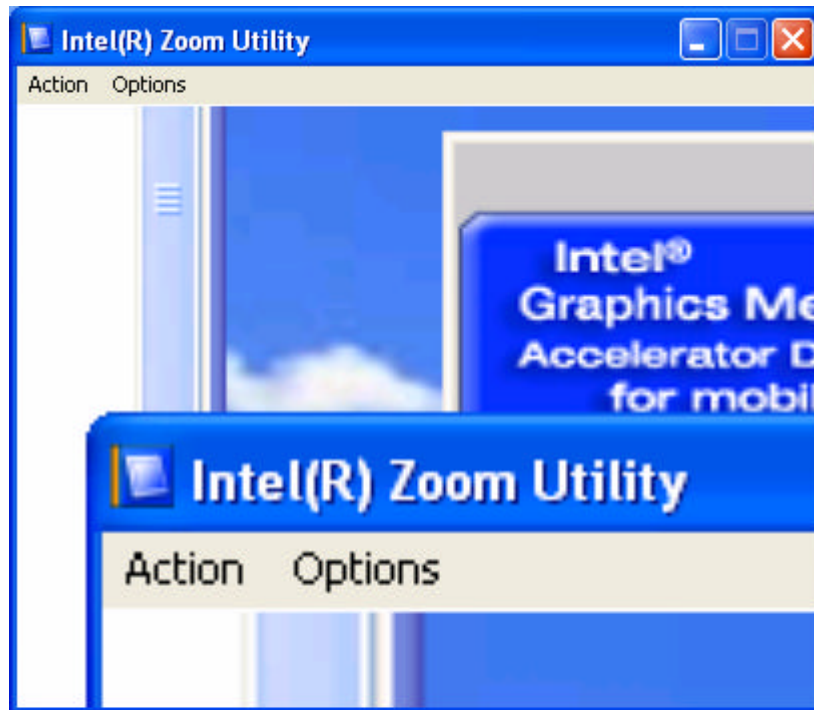 Intel(R) Zoom Utility
Action Options
Intel®
Graphics Me
Accelerator D
for mobil
Intel(R) Zoom Utility
Action Options